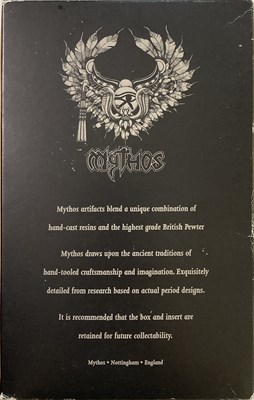 MYTHOS
Mythos artifacts blend a unique combination of
hand-cast resins and the highest grade British Pewter
Mythos draws upon the ancient traditions of
hand-tooled craftsmanship and imagination. Exquisitely
detailed from research based on actual period designs.
It is recommended that the box and insert are
retained for future collectability.
Mythos • Nottingham • England